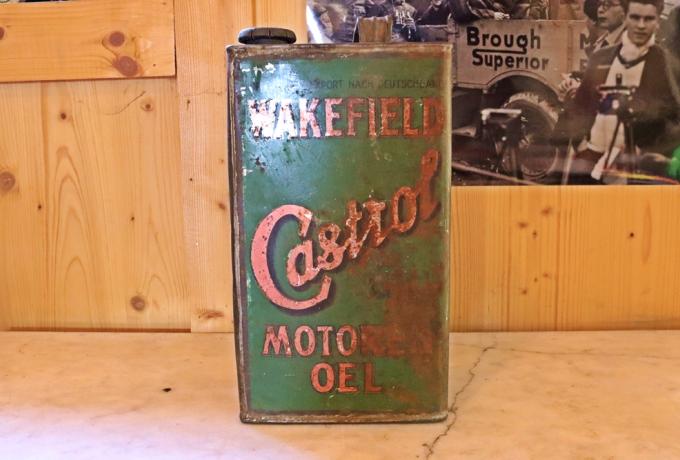 EXPORT NACH DEUTSCHLAND
WAKEFIELD
Castrol
MOTOREN
OEL
Brough
Superior